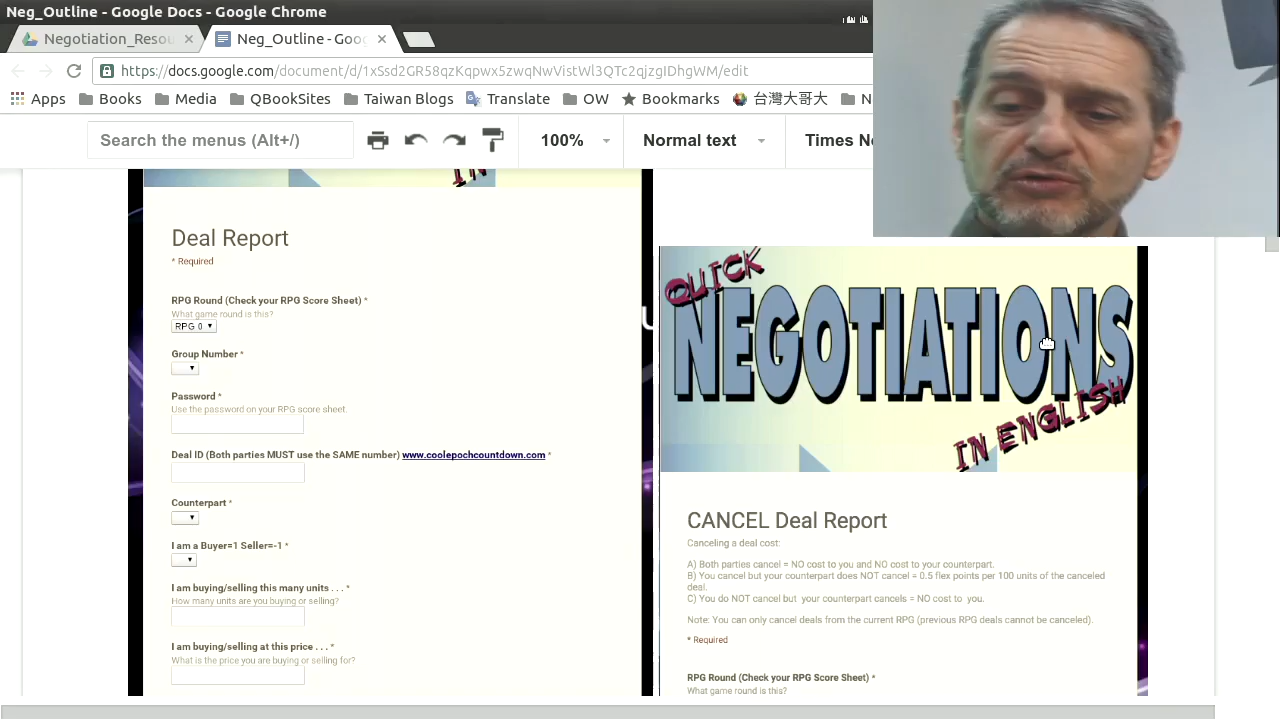 Neg_Outline - Google Docs - Google Chrome
Negotiation_Resou
Neg_Outline - Goo
https://docs.google.com/document/d/1xSsd2GR58qzKqpwx5zwqNwVistWl3QTc2qjzgIDhgWM/edit
Apps Books Media QBookSites Taiwan Blogs Translate OW Bookmarks 台灣大哥大 N
Search the menus (Alt+/) 100% Normal text Times Ne
IN
Deal Report
* Required
RPG Round (Check your RPG Score Sheet) *
What game round is this?
RPG 0
Group Number *
Password *
Use the password on your RPG score sheet.
Deal ID (Both parties MUST use the SAME number) www.coolepochcountdown.com *
Counterpart *
I am a Buyer=1 Seller=-1 *
I am buying/selling this many units . . . *
How many units are you buying or selling?
I am buying/selling at this price . . . *
What is the price you are buying or selling for?
QUICK
NEGOTIATIONS
IN ENGLISH
CANCEL Deal Report
Canceling a deal cost:
A) Both parties cancel = NO cost to you and NO cost to your counterpart.
B) You cancel but your counterpart does NOT cancel = 0.5 flex points per 100 units of the canceled
deal.
C) You do NOT cancel but your counterpart cancels = NO cost to you.
Note: You can only cancel deals from the current RPG (previous RPG deals cannot be canceled).
* Required
RPG Round (Check your RPG Score Sheet) *
What game round is this?